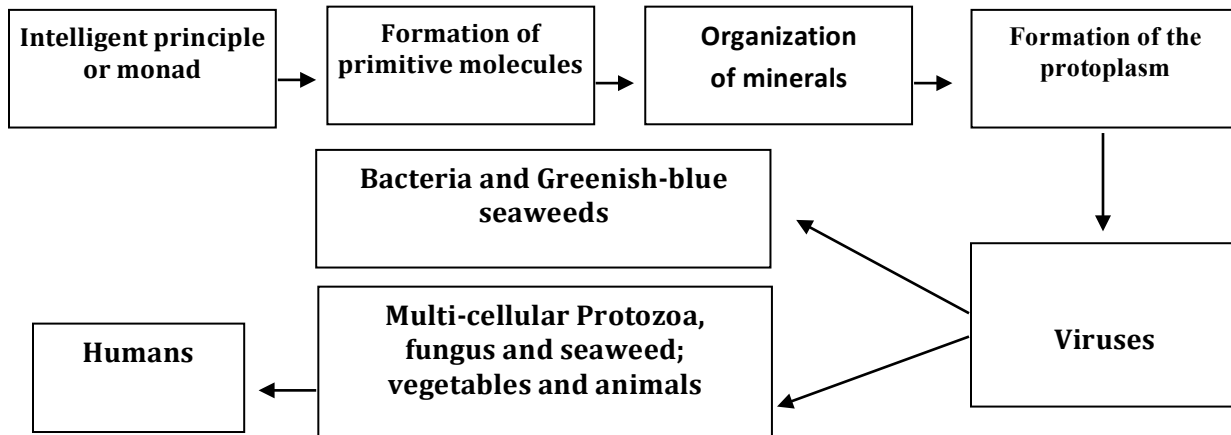 Intelligent principle
or monad
Formation of
primitive molecules
Organization
of minerals
Formation of the
protoplasm
Bacteria and Greenish-blue
seaweeds
Viruses
Multi-cellular Protozoa,
fungus and seaweed;
vegetables and animals
Humans